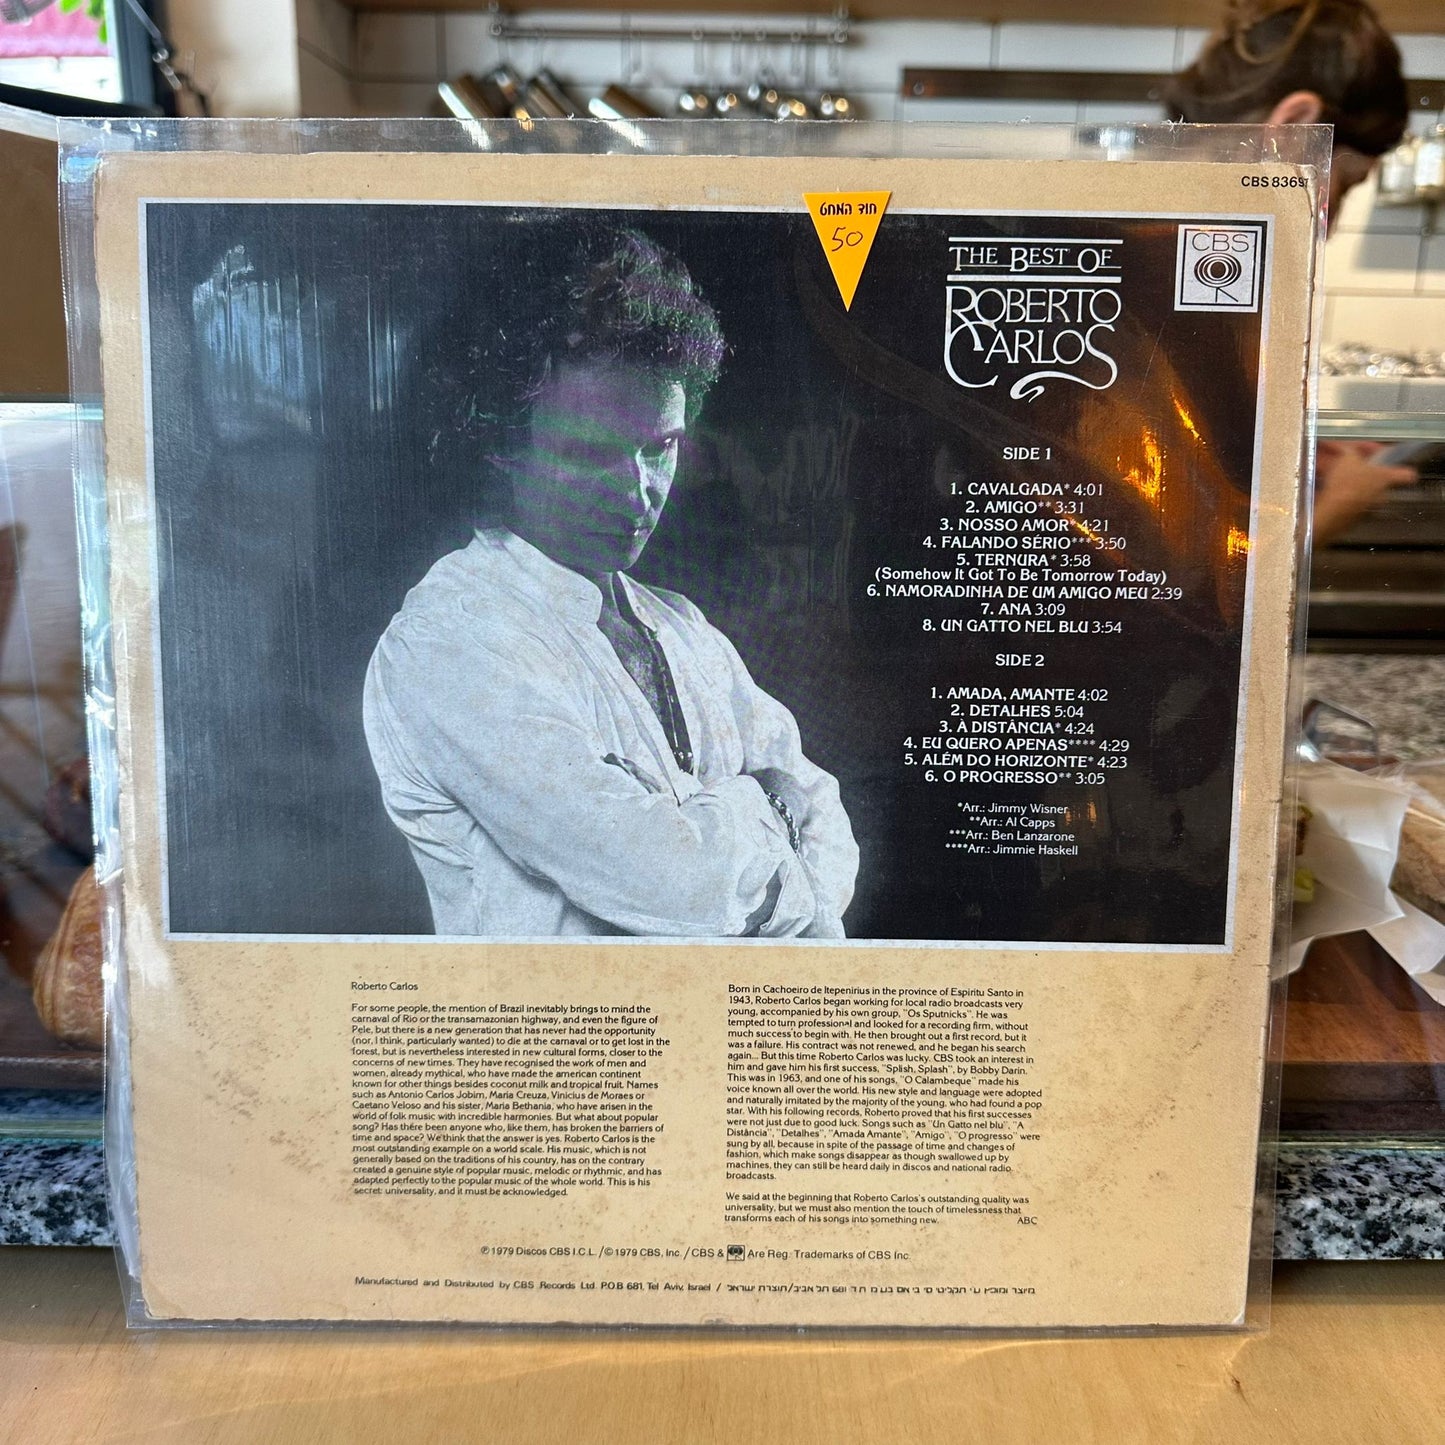 CBS 83691
חוד המחט
50
THE BEST OF
ROBERTO
CARLOS
CBS
SIDE 1
1. CAVALGADA* 4:01
2. AMIGO** 3:31
3. NOSSO AMOR* 4:21
4. FALANDO SÉRIO*** 3:50
5. TERNURA* 3:58
(Somehow It Got To Be Tomorrow Today)
6. NAMORADINHA DE UM AMIGO MEU 2:39
7. ANA 3:09
8. UN GATTO NEL BLU 3:54
SIDE 2
1. AMADA, AMANTE 4:02
2. DETALHES 5:04
3. À DISTÂNCIA* 4:24
4. EU QUERO APENAS**** 4:29
5. ALÉM DO HORIZONTE* 4:23
6. O PROGRESSO** 3:05
*Arr.: Jimmy Wisner
**Arr.: Al Capps
***Arr.: Ben Lanzarone
****Arr.: Jimmie Haskell
Roberto Carlos
For some people, the mention of Brazil inevitably brings to mind the
carnaval of Rio or the transamazonian highway, and even the figure of
Pele, but there is a new generation that has never had the opportunity
(nor, I think, particularly wanted) to die at the carnaval or to get lost in the
forest, but is nevertheless interested in new cultural forms, closer to the
concerns of new times. They have recognised the work of men and
women, already mythical, who have made the american continent
known for other things besides coconut milk and tropical fruit. Names
such as Antonio Carlos Jobim, Maria Creuza, Vinicius de Moraes or
Caetano Veloso and his sister, Maria Bethania, who have arisen in the
world of folk music with incredible harmonies. But what about popular
song? Has there been anyone who, like them, has broken the barriers of
time and space? We think that the answer is yes. Roberto Carlos is the
most outstanding example on a world scale. His music, which is not
generally based on the traditions of his country, has on the contrary
created a genuine style of popular music, melodic or rhythmic, and has
adapted perfectly to the popular music of the whole world. This is his
secret: universality, and it must be acknowledged.
Born in Cachoeiro de Itepenirius in the province of Espiritu Santo in
1943, Roberto Carlos began working for local radio broadcasts very
young, accompanied by his own group, "Os Sputnicks". He was
tempted to turn professional and looked for a recording firm, without
much success to begin with. He then brought out a first record, but it
was a failure. His contract was not renewed, and he began his search
again... But this time Roberto Carlos was lucky. CBS took an interest in
him and gave him his first success, "Splish, Splash", by Bobby Darin.
This was in 1963, and one of his songs, "O Calambeque" made his
voice known all over the world. His new style and language were adopted
and naturally imitated by the majority of the young, who had found a pop
star. With his following records, Roberto proved that his first successes
were not just due to good luck. Songs such as "Un Gatto nel blu", "A
Distância", "Detalhes", "Amada Amante", "Amigo", "O progresso" were
sung by all, because in spite of the passage of time and changes of
fashion, which make songs disappear as though swallowed up by
machines, they can still be heard daily in discos and national radio
broadcasts.
We said at the beginning that Roberto Carlos's outstanding quality was
universality, but we must also mention the touch of timelessness that
transforms each of his songs into something new. ABC
℗ 1979 Discos CBS I.C.L. / © 1979 CBS, Inc. / CBS & Are Reg. Trademarks of CBS Inc.
Manufactured and Distributed by CBS Records Ltd. P.O.B 681, Tel Aviv, Israel / מיוצר ומופץ ע״י תקליטי סי בי אס בע״מ ת״ד 681 תל אביב/תוצרת ישראל